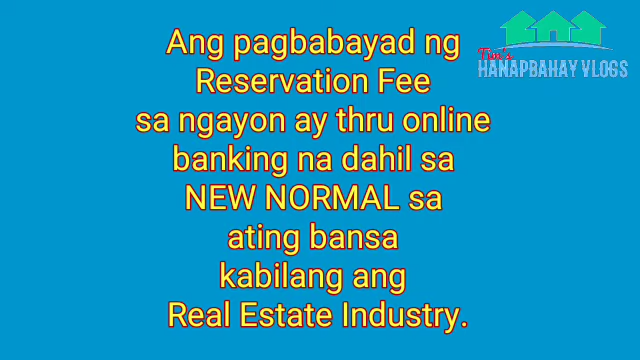 Ang pagbabayad ng
Reservation Fee
sa ngayon ay thru online
banking na dahil sa
NEW NORMAL sa
ating bansa
kabilang ang
Real Estate Industry.
Tim's
HANAPBAHAY VLOGS